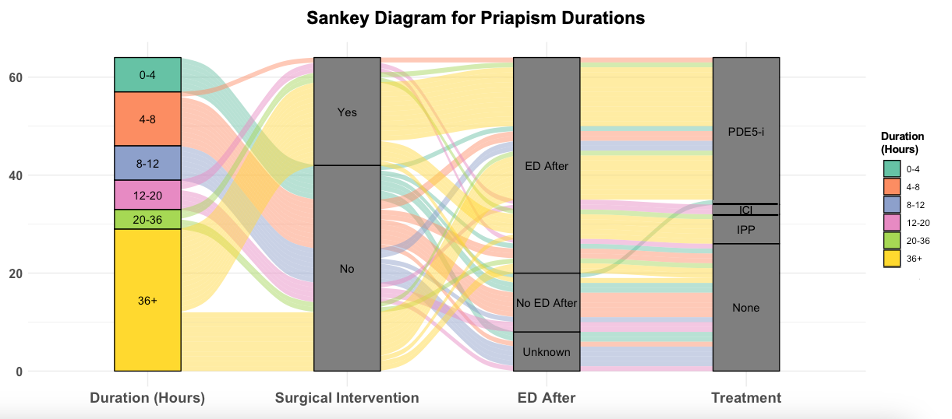 Sankey Diagram for Priapism Durations
60
40
20
0
0-4
4-8
8-12
12-20
20-36
36+
Yes
No
ED After
No ED After
Unknown
PDE5-i
ICI
IPP
None
Duration (Hours)
Surgical Intervention
ED After
Treatment
Duration
(Hours)
0-4
4-8
8-12
12-20
20-36
36+